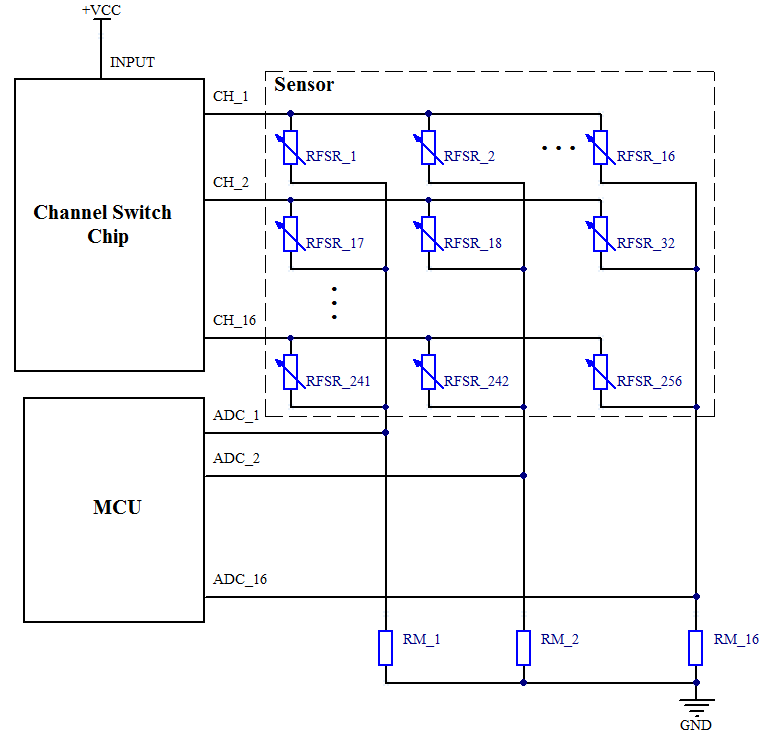 +VCC
INPUT
Sensor
CH_1
RFSR_1
RFSR_2
RFSR_16
CH_2
Channel Switch
Chip
RFSR_17
RFSR_18
RFSR_32
CH_16
RFSR_241
RFSR_242
RFSR_256
ADC_1
ADC_2
MCU
ADC_16
RM_1
RM_2
RM_16
GND